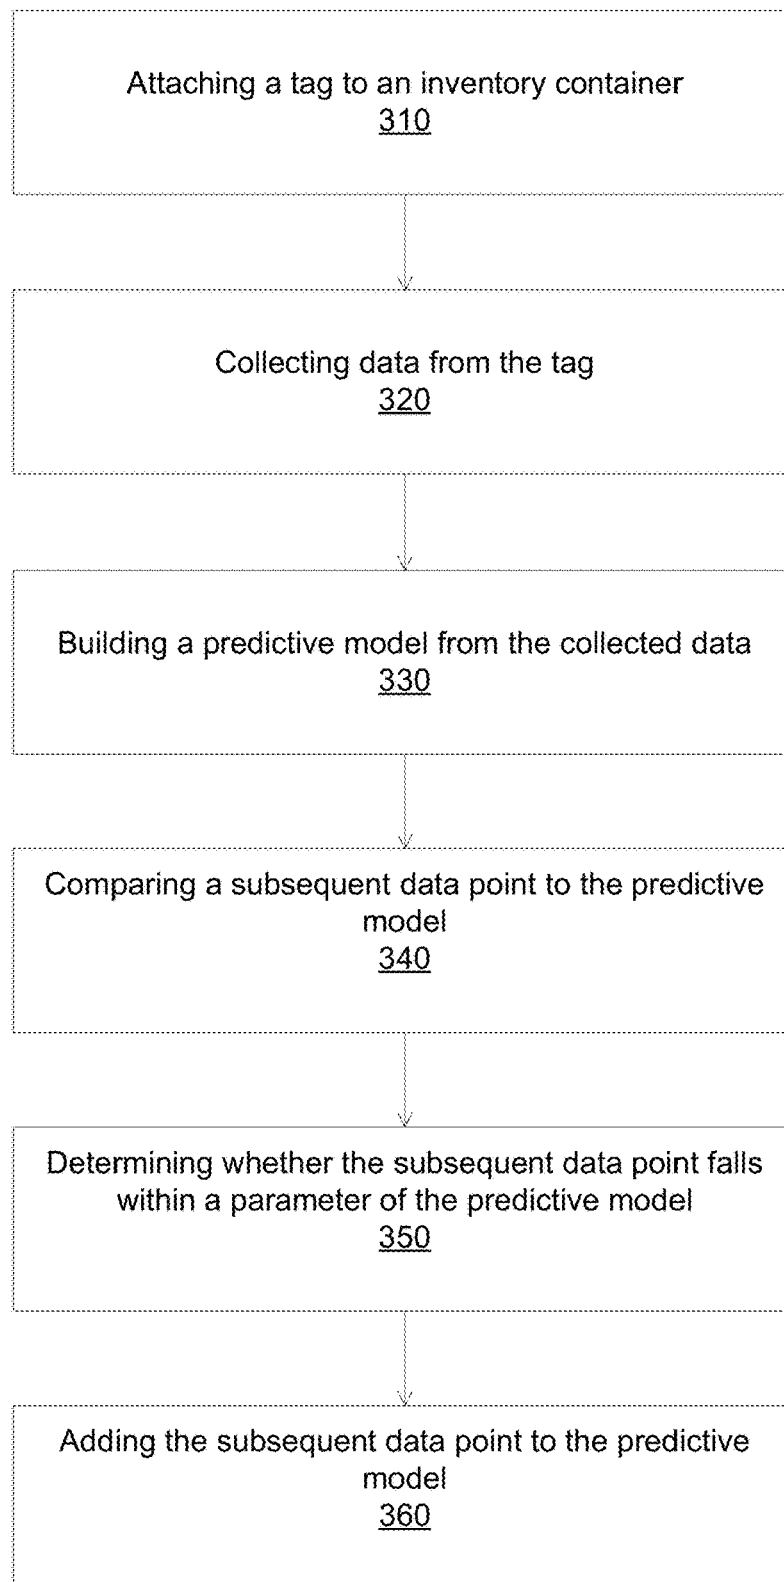 Attaching a tag to an inventory container
310
Collecting data from the tag
320
Building a predictive model from the collected data
330
Comparing a subsequent data point to the predictive
model
340
Determining whether the subsequent data point falls
within a parameter of the predictive model
350
Adding the subsequent data point to the predictive
model
360